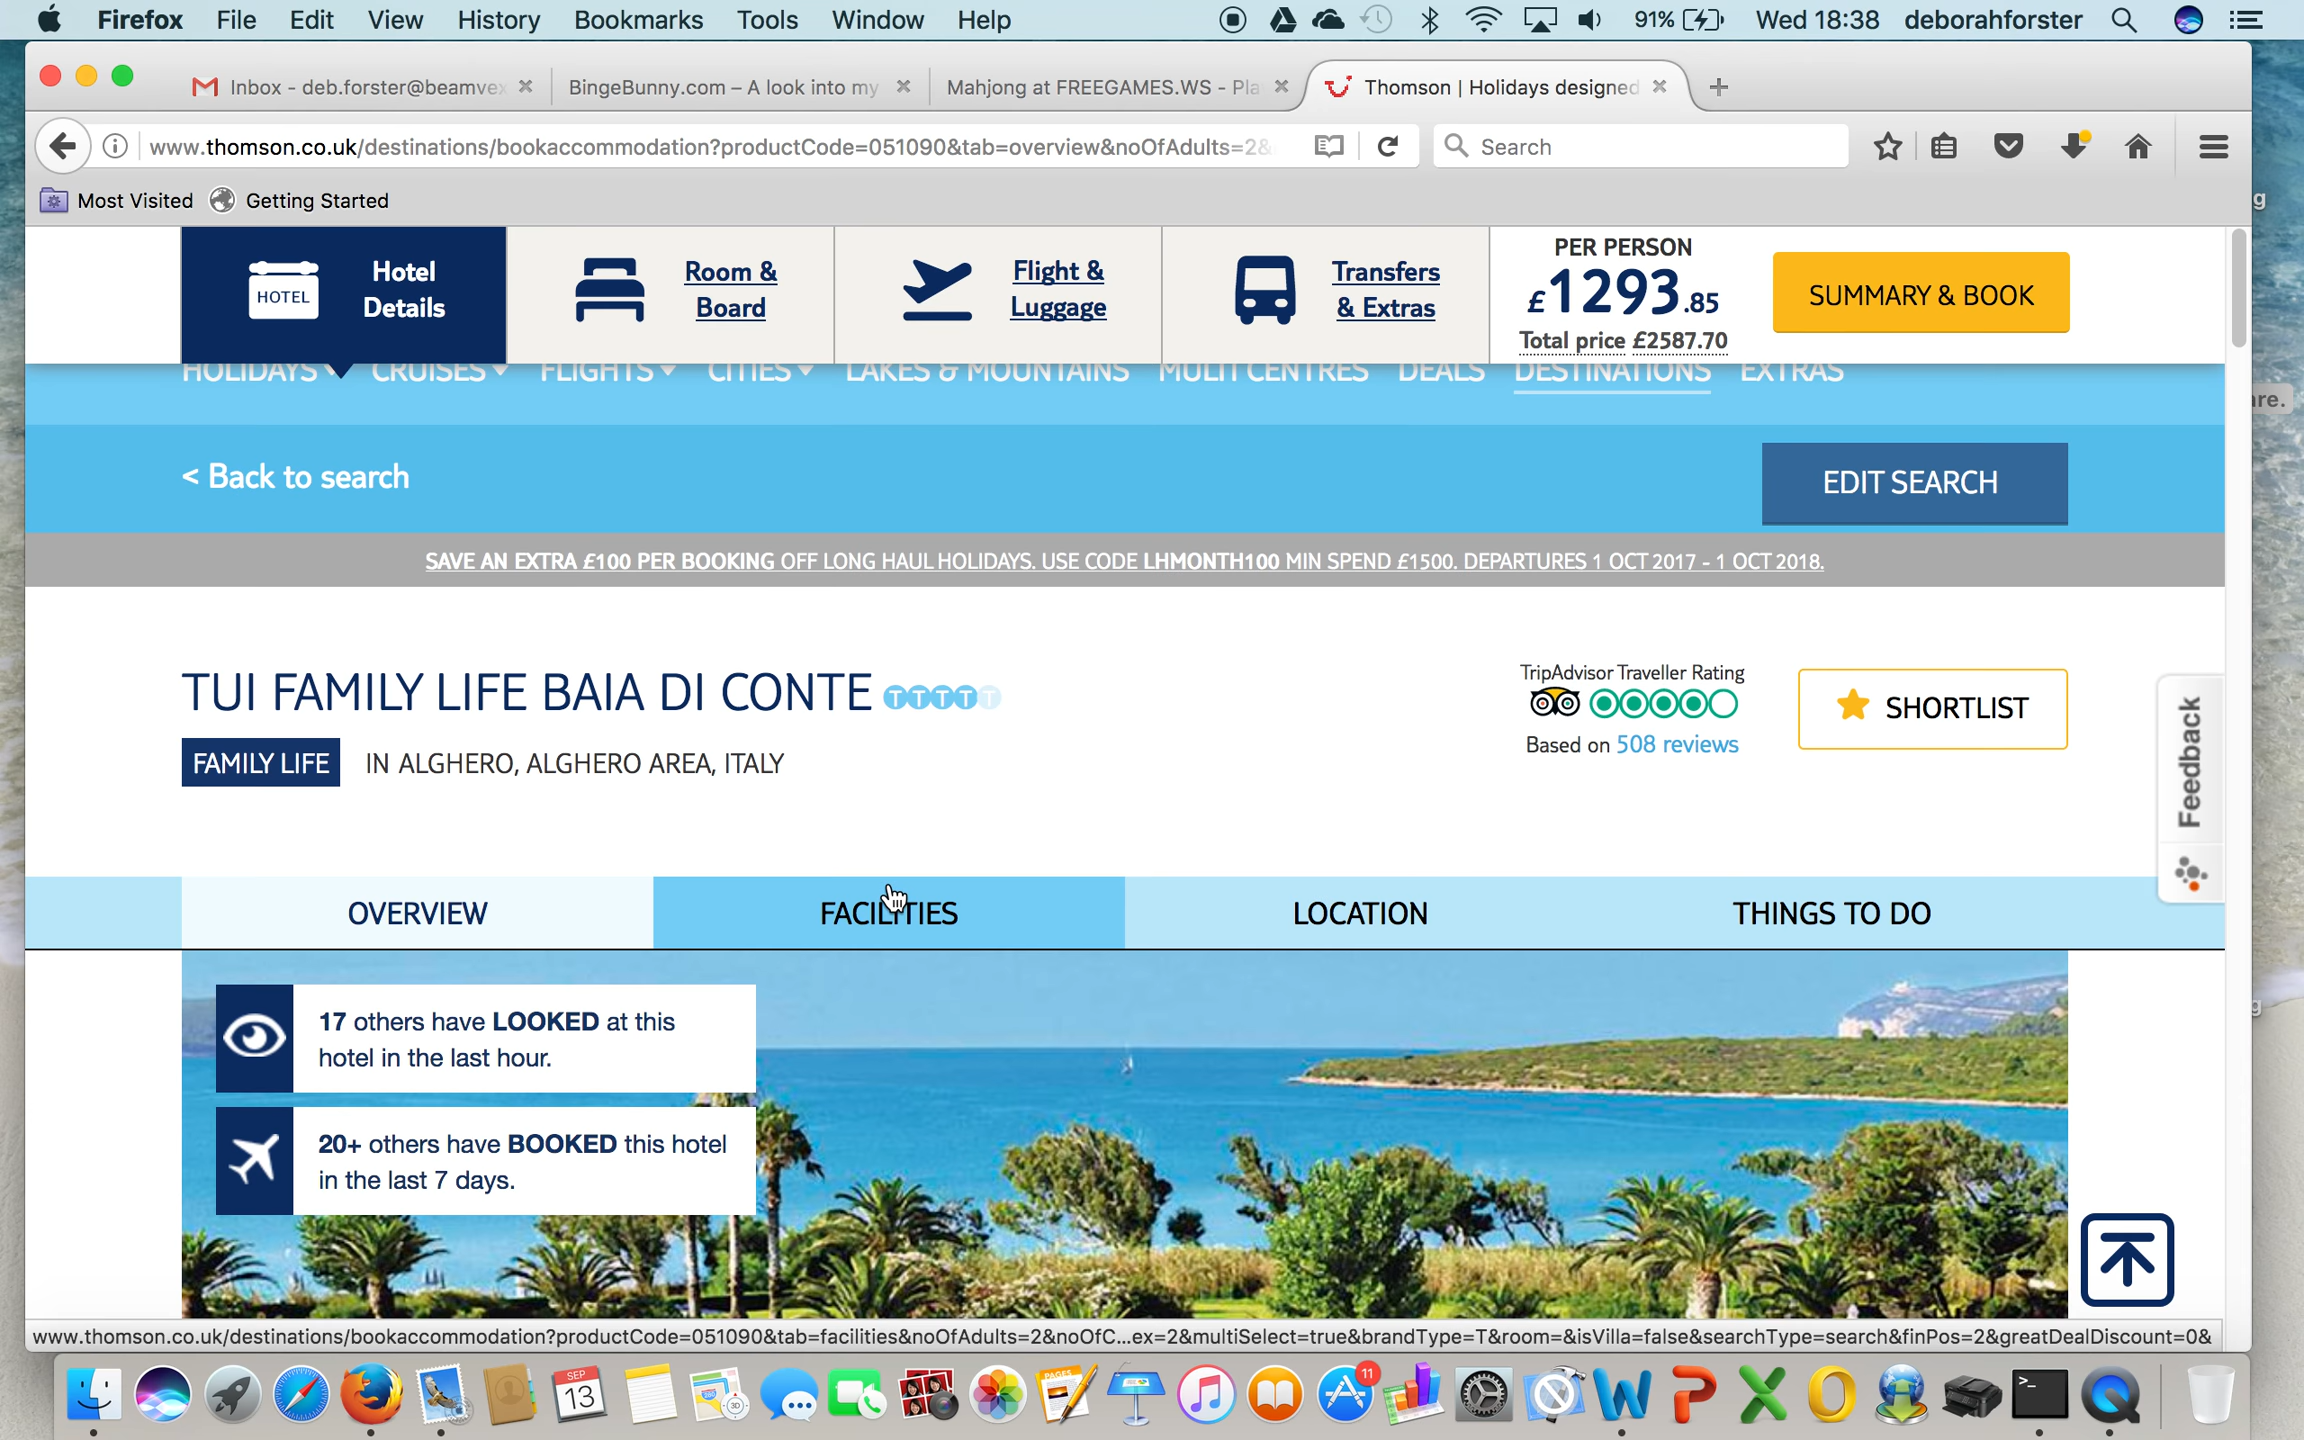 Firefox File Edit View History Bookmarks Tools Window Help 91% Wed 18:38 deborahforster
Inbox - deb.forster@beamvex
BingeBunny.com – A look into my
Mahjong at FREEGAMES.WS - Pla
Thomson | Holidays designed
www.thomson.co.uk/destinations/bookaccommodation?productCode=051090&tab=overview&noOfAdults=2&
Search
Most Visited Getting Started
HOTEL
Hotel
Details
Room &
Board
Flight &
Luggage
Transfers
& Extras
PER PERSON
£1293.85
Total price £2587.70
SUMMARY & BOOK
HOLIDAYS CRUISES FLIGHTS CITIES LAKES & MOUNTAINS MULTI CENTRES DEALS DESTINATIONS EXTRAS
< Back to search
EDIT SEARCH
SAVE AN EXTRA £100 PER BOOKING OFF LONG HAUL HOLIDAYS. USE CODE LHMONTH100 MIN SPEND £1500. DEPARTURES 1 OCT 2017 - 1 OCT 2018.
TUI FAMILY LIFE BAIA DI CONTE TTTTT
FAMILY LIFE IN ALGHERO, ALGHERO AREA, ITALY
TripAdvisor Traveller Rating
Based on 508 reviews
SHORTLIST
Feedback
OVERVIEW FACILITIES LOCATION THINGS TO DO
17 others have LOOKED at this
hotel in the last hour.
20+ others have BOOKED this hotel
in the last 7 days.
www.thomson.co.uk/destinations/bookaccommodation?productCode=051090&tab=facilities&noOfAdults=2&noOfC...ex=2&multiSelect=true&brandType=T&room=&isVilla=false&searchType=search&finPos=2&greatDealDiscount=0&
SEP
13
3D
PAGES
11